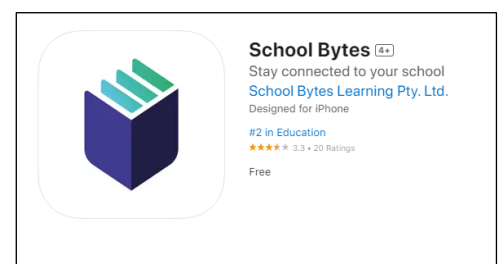 School Bytes 4+
Stay connected to your school
School Bytes Learning Pty. Ltd.
Designed for iPhone
#2 in Education
3.3 • 20 Ratings
Free